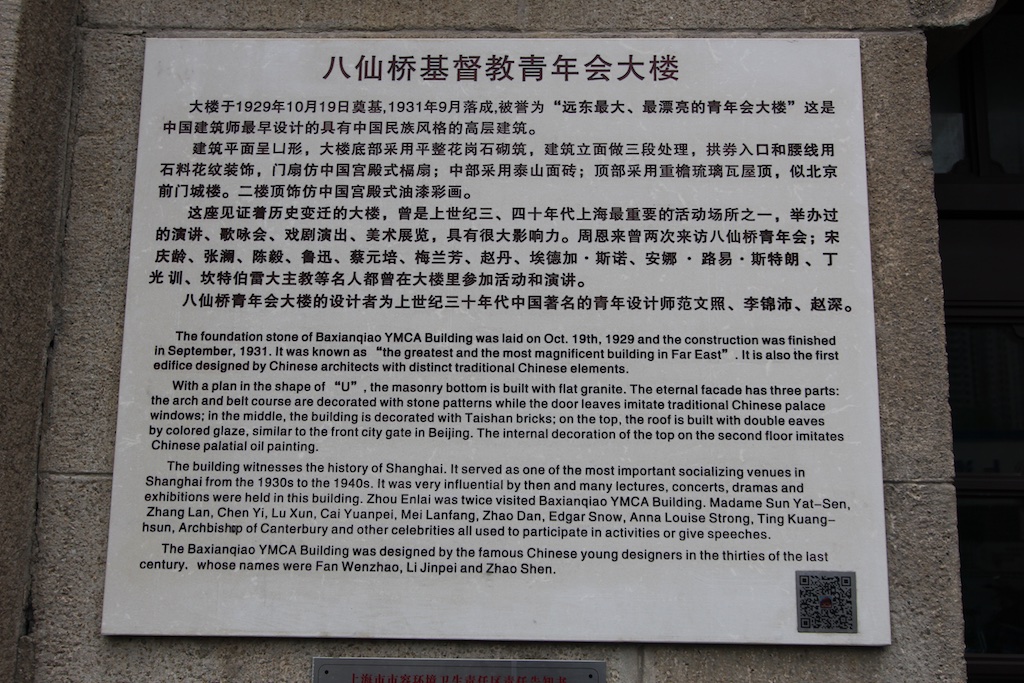 八仙桥基督教青年会大楼
大楼于1929年10月19日奠基,1931年9月落成,被誉为“远东最大、最漂亮的青年会大楼”这是
中国建筑师最早设计的具有中国民族风格的高层建筑。
建筑平面呈凵形，大楼底部采用平整花岗石砌筑，建筑立面做三段处理，拱券入口和腰线用
石料花纹装饰，门扇仿中国宫殿式槅扇；中部采用泰山面砖；顶部采用重檐琉璃瓦屋顶，似北京
前门城楼。二楼顶饰仿中国宫殿式油漆彩画。
这座见证着历史变迁的大楼，曾是上世纪三、四十年代上海最重要的活动场所之一，举办过
的演讲、歌咏会、戏剧演出、美术展览，具有很大影响力。周恩来曾两次来访八仙桥青年会；宋
庆龄、张澜、陈毅、鲁迅、蔡元培、梅兰芳、赵丹、埃德加·斯诺、安娜·路易·斯特朗、丁
光训、坎特伯雷大主教等名人都曾在大楼里参加活动和演讲。
八仙桥青年会大楼的设计者为上世纪三十年代中国著名的青年设计师范文照、李锦沛、赵深。
The foundation stone of Baxianqiao YMCA Building was laid on Oct. 19th, 1929 and the construction was finished
in September, 1931. It was known as “the greatest and the most magnificent building in Far East”. It is also the first
edifice designed by Chinese architects with distinct traditional Chinese elements.
With a plan in the shape of “U”, the masonry bottom is built with flat granite. The eternal facade has three parts:
the arch and belt course are decorated with stone patterns while the door leaves imitate traditional Chinese palace
windows; in the middle, the building is decorated with Taishan bricks; on the top, the roof is built with double eaves
by colored glaze, similar to the front city gate in Beijing. The internal decoration of the top on the second floor imitates
Chinese palatial oil painting.
The building witnesses the history of Shanghai. It served as one of the most important socializing venues in
Shanghai from the 1930s to the 1940s. It was very influential by then and many lectures, concerts, dramas and
exhibitions were held in this building. Zhou Enlai was twice visited Baxianqiao YMCA Building. Madame Sun Yat-Sen,
Zhang Lan, Chen Yi, Lu Xun, Cai Yuanpei, Mei Lanfang, Zhao Dan, Edgar Snow, Anna Louise Strong, Ting Kuang-
hsun, Archbishop of Canterbury and other celebrities all used to participate in activities or give speeches.
The Baxianqiao YMCA Building was designed by the famous Chinese young designers in the thirties of the last
century, whose names were Fan Wenzhao, Li Jinpei and Zhao Shen.
上海市市容环境卫生责任区责任告知书